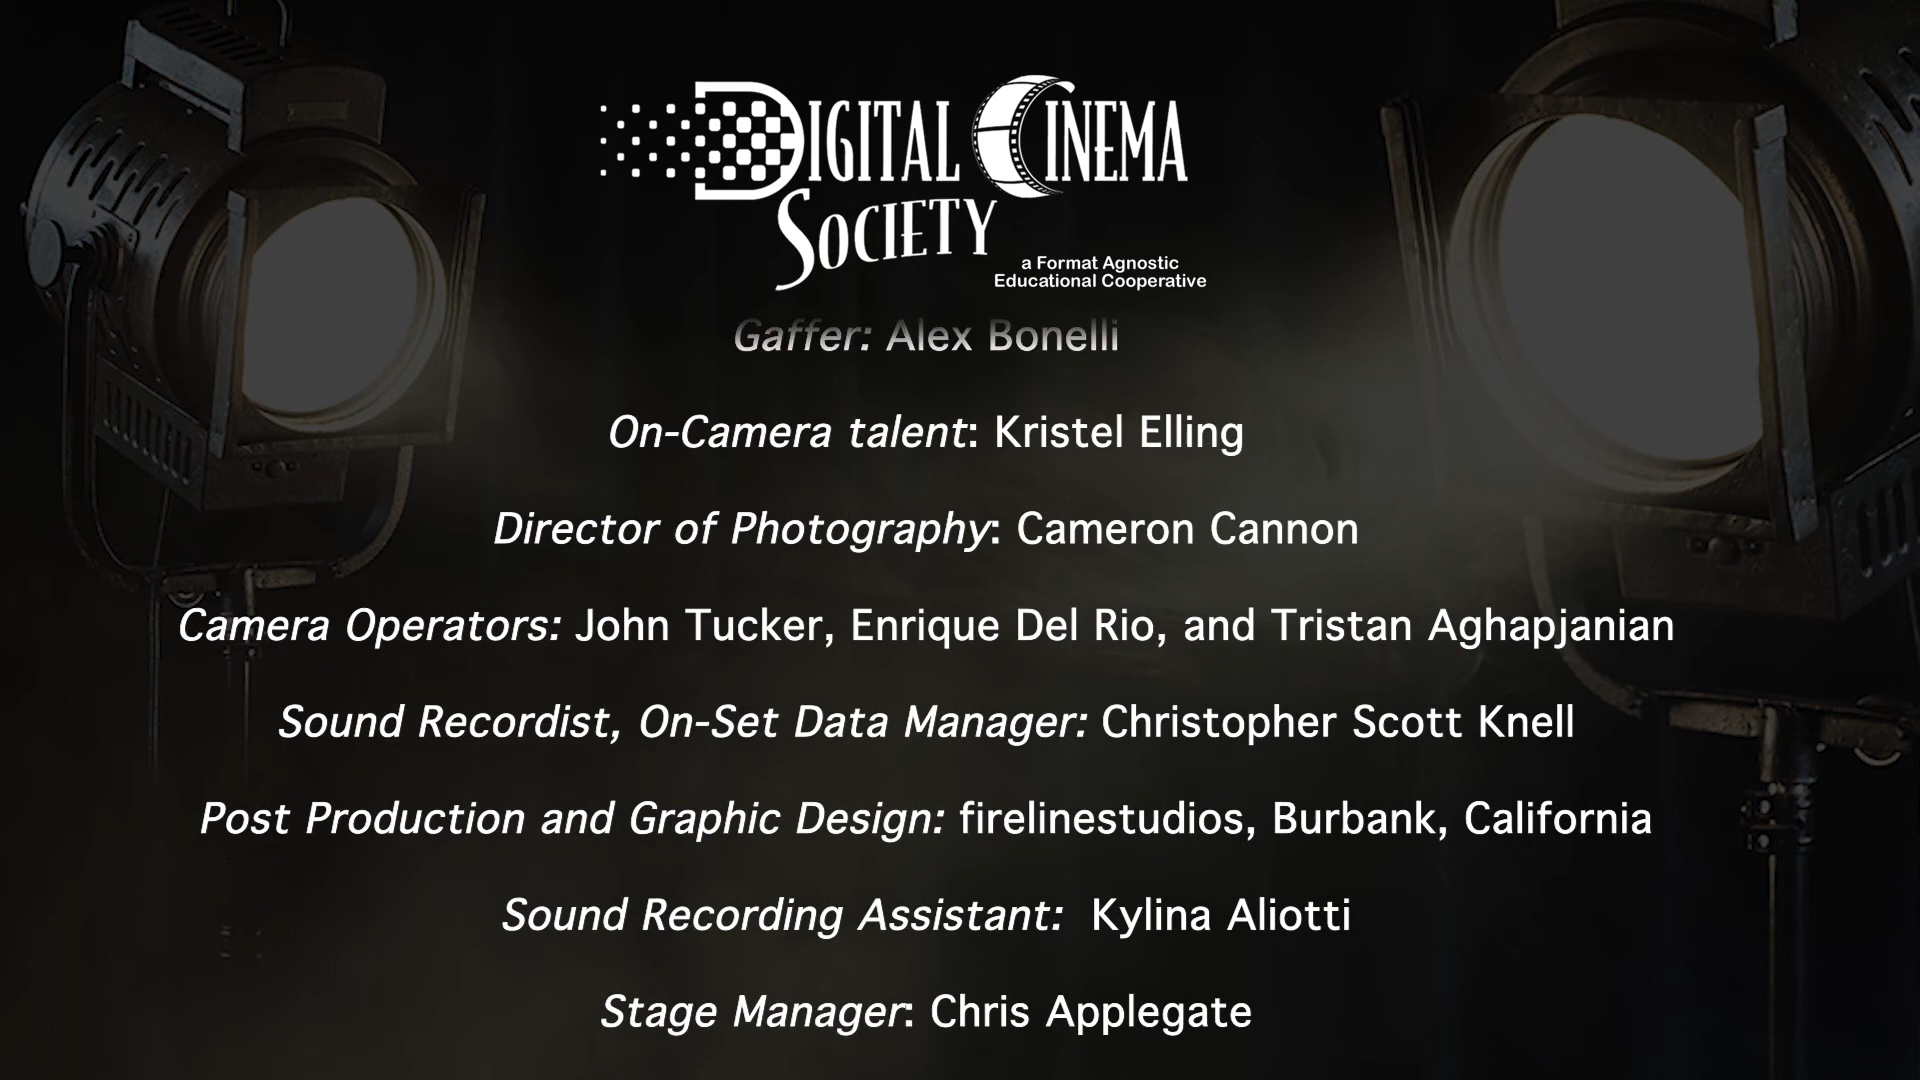 DIGITAL CINEMA
SOCIETY
a Format Agnostic
Educational Cooperative
Gaffer: Alex Bonelli
On-Camera talent: Kristel Elling
Director of Photography: Cameron Cannon
Camera Operators: John Tucker, Enrique Del Rio, and Tristan Aghapjanian
Sound Recordist, On-Set Data Manager: Christopher Scott Knell
Post Production and Graphic Design: firelinestudios, Burbank, California
Sound Recording Assistant:  Kylina Aliotti
Stage Manager: Chris Applegate